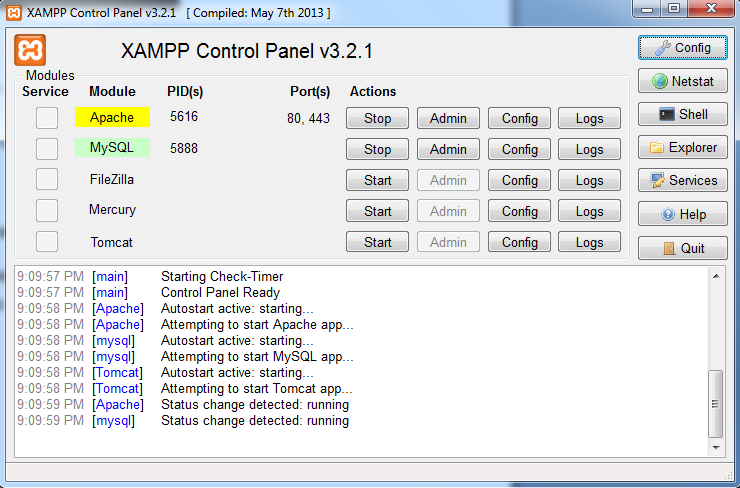 XAMPP Control Panel v3.2.1 [ Compiled: May 7th 2013 ]
XAMPP Control Panel v3.2.1
Config
Modules
Service Module PID(s) Port(s) Actions
Netstat
Apache 5616 80, 443 Stop Admin Config Logs
Shell
MySQL 5888 Stop Admin Config Logs
Explorer
FileZilla Start Admin Config Logs
Services
Mercury Start Admin Config Logs
Help
Tomcat Start Admin Config Logs
Quit
9:09:57 PM [main] Starting Check-Timer
9:09:57 PM [main] Control Panel Ready
9:09:58 PM [Apache] Autostart active: starting...
9:09:58 PM [Apache] Attempting to start Apache app...
9:09:58 PM [mysql] Autostart active: starting...
9:09:58 PM [mysql] Attempting to start MySQL app...
9:09:58 PM [Tomcat] Autostart active: starting...
9:09:58 PM [Tomcat] Attempting to start Tomcat app...
9:09:59 PM [Apache] Status change detected: running
9:09:59 PM [mysql] Status change detected: running